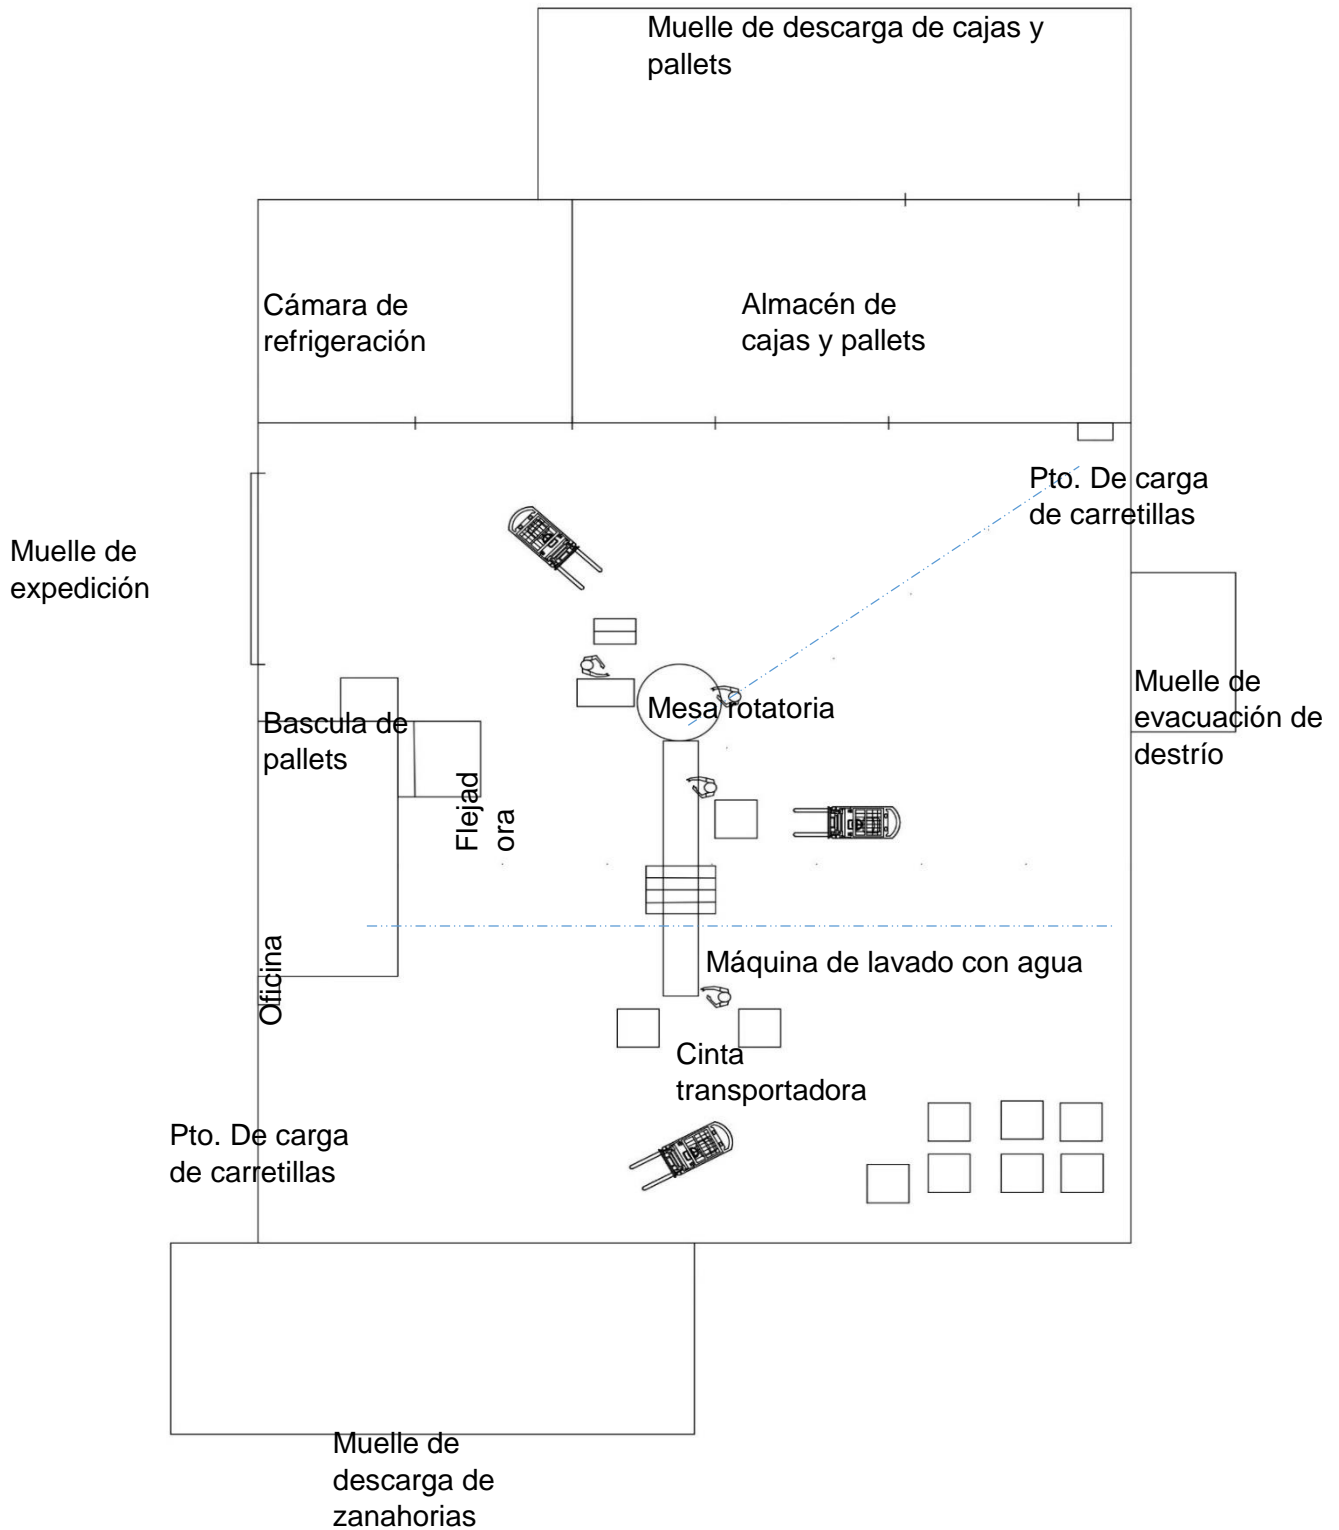 Muelle de descarga de cajas y
pallets
Cámara de
refrigeración
Almacén de
cajas y pallets
Pto. De carga
de carretillas
Muelle de
expedición
Mesa rotatoria
Muelle de
evacuación de
destrío
Bascula de
pallets
Flejad
ora
Oficina
Máquina de lavado con agua
Cinta
transportadora
Pto. De carga
de carretillas
Muelle de
descarga de
zanahorias